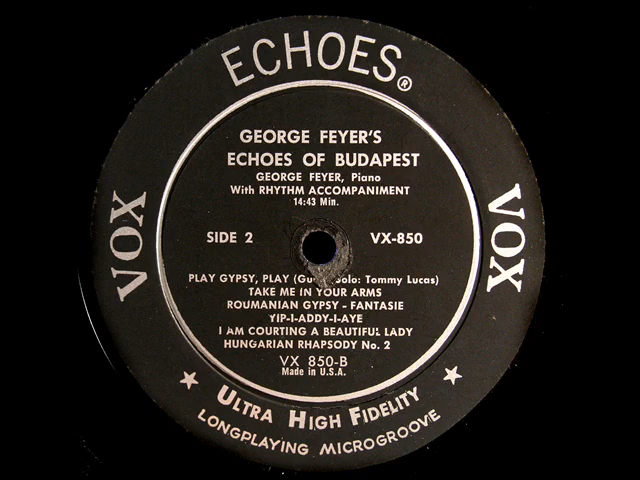 ECHOES®
GEORGE FEYER'S
ECHOES OF BUDAPEST
GEORGE FEYER, Piano
With RHYTHM ACCOMPANIMENT
14:43 Min.
VOX
VOX
SIDE 2 VX-850
PLAY GYPSY, PLAY (Gu Solo: Tommy Lucas)
TAKE ME IN YOUR ARMS
ROUMANIAN GYPSY - FANTASIE
YIP-I-ADDY-I-AYE
I AM COURTING A BEAUTIFUL LADY
HUNGARIAN RHAPSODY No. 2
VX 850-B
Made in U.S.A.
ULTRA HIGH FIDELITY
LONGPLAYING MICROGROOVE